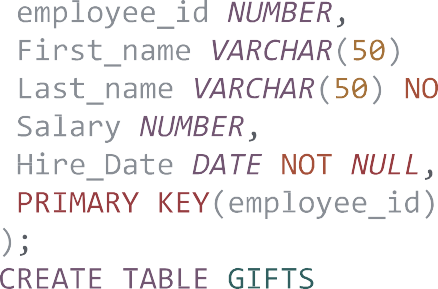 employee_id NUMBER,
First_name VARCHAR(50)
Last_name VARCHAR(50) NO
Salary NUMBER,
Hire_Date DATE NOT NULL,
PRIMARY KEY(employee_id)
);
CREATE TABLE GIFTS